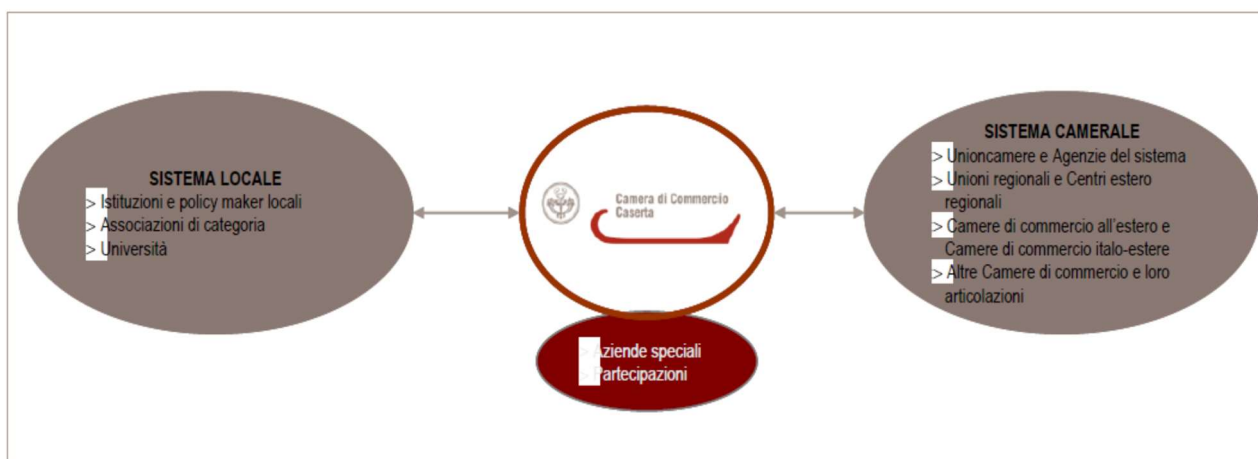 SISTEMA LOCALE
> Istituzioni e policy maker locali
> Associazioni di categoria
> Università
Camera di Commercio
Caserta
> Aziende speciali
> Partecipazioni
SISTEMA CAMERALE
> Unioncamere e Agenzie del sistema
> Unioni regionali e Centri estero
regionali
> Camere di commercio all'estero e
Camere di commercio italo-estere
> Altre Camere di commercio e loro
articolazioni